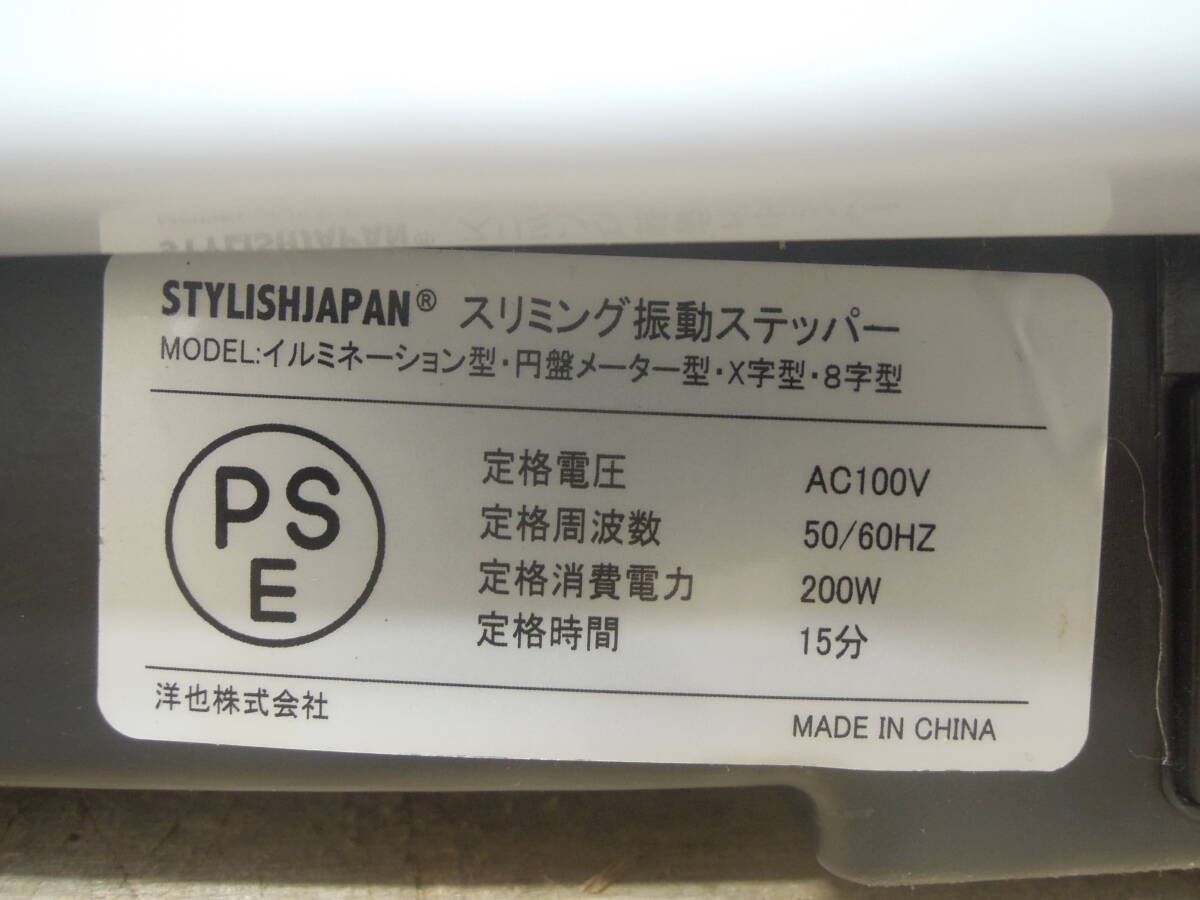 STYLISHJAPAN® スリミング振動ステッパー
MODEL:イルミネーション型・円盤メーター型・X字型・8字型
PS
E
定格電圧 AC100V
定格周波数 50/60HZ
定格消費電力 200W
定格時間 15分
洋也株式会社
MADE IN CHINA